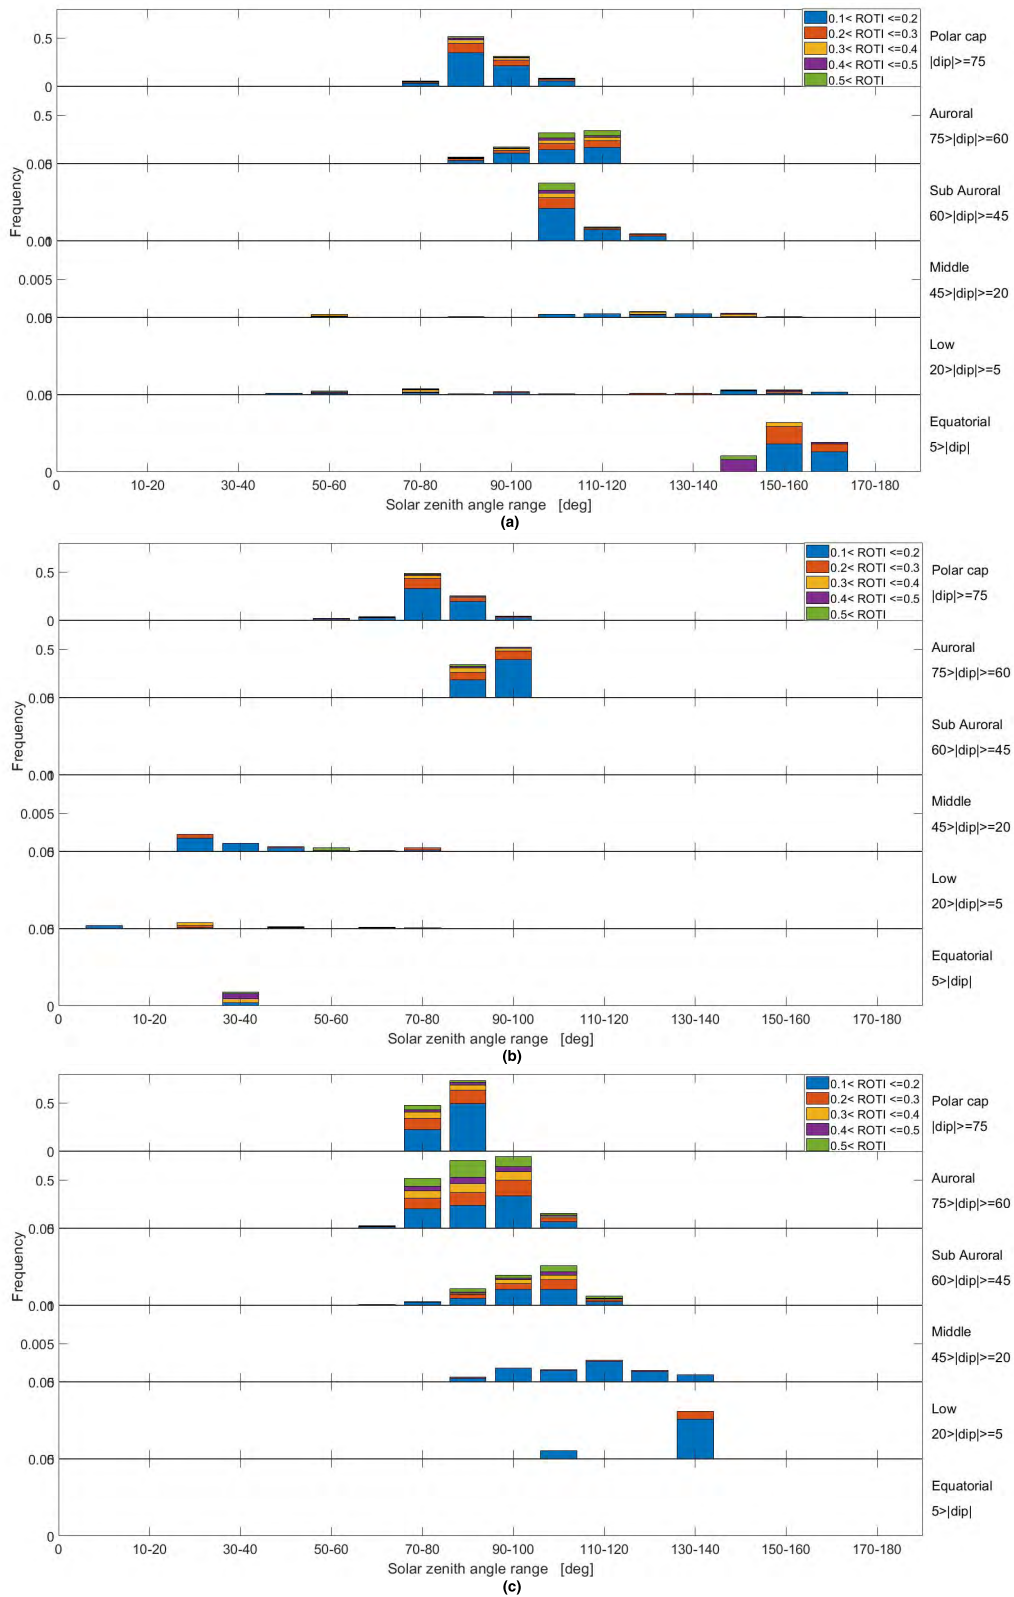 0.1< ROTI <=0.2
0.2< ROTI <=0.3
0.3< ROTI <=0.4
0.4< ROTI <=0.5
0.5< ROTI
Polar cap
|dip|>=75
0.5
0
Auroral
75>|dip|>=60
0.5
Sub Auroral
60>|dip|>=45
Frequency
Middle
45>|dip|>=20
0.005
Low
20>|dip|>=5
Equatorial
5>|dip|
0
0 10-20 30-40 50-60 70-80 90-100 110-120 130-140 150-160 170-180
Solar zenith angle range [deg]
(a)
0.1< ROTI <=0.2
0.2< ROTI <=0.3
0.3< ROTI <=0.4
0.4< ROTI <=0.5
0.5< ROTI
Polar cap
|dip|>=75
0.5
0
Auroral
75>|dip|>=60
0.5
Sub Auroral
60>|dip|>=45
Frequency
Middle
45>|dip|>=20
0.005
Low
20>|dip|>=5
Equatorial
5>|dip|
0
0 10-20 30-40 50-60 70-80 90-100 110-120 130-140 150-160 170-180
Solar zenith angle range [deg]
(b)
0.1< ROTI <=0.2
0.2< ROTI <=0.3
0.3< ROTI <=0.4
0.4< ROTI <=0.5
0.5< ROTI
Polar cap
|dip|>=75
0.5
0
Auroral
75>|dip|>=60
0.5
Sub Auroral
60>|dip|>=45
Frequency
Middle
45>|dip|>=20
0.005
Low
20>|dip|>=5
Equatorial
5>|dip|
0
0 10-20 30-40 50-60 70-80 90-100 110-120 130-140 150-160 170-180
Solar zenith angle range [deg]
(c)